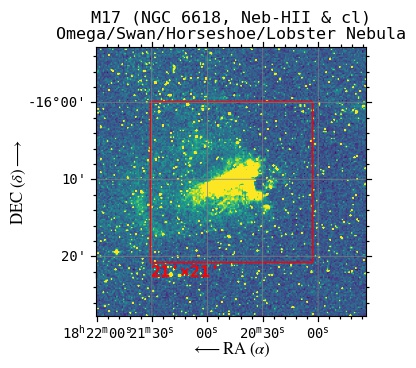 M17 (NGC 6618, Neb-HII & cl)
Omega/Swan/Horseshoe/Lobster Nebula
-16°00'
10'
20'
DEC (δ) ⟶
21'×21'
18ʰ22ᵐ00ˢ 21ᵐ30ˢ 00ˢ 20ᵐ30ˢ 00ˢ
⟵ RA (α)